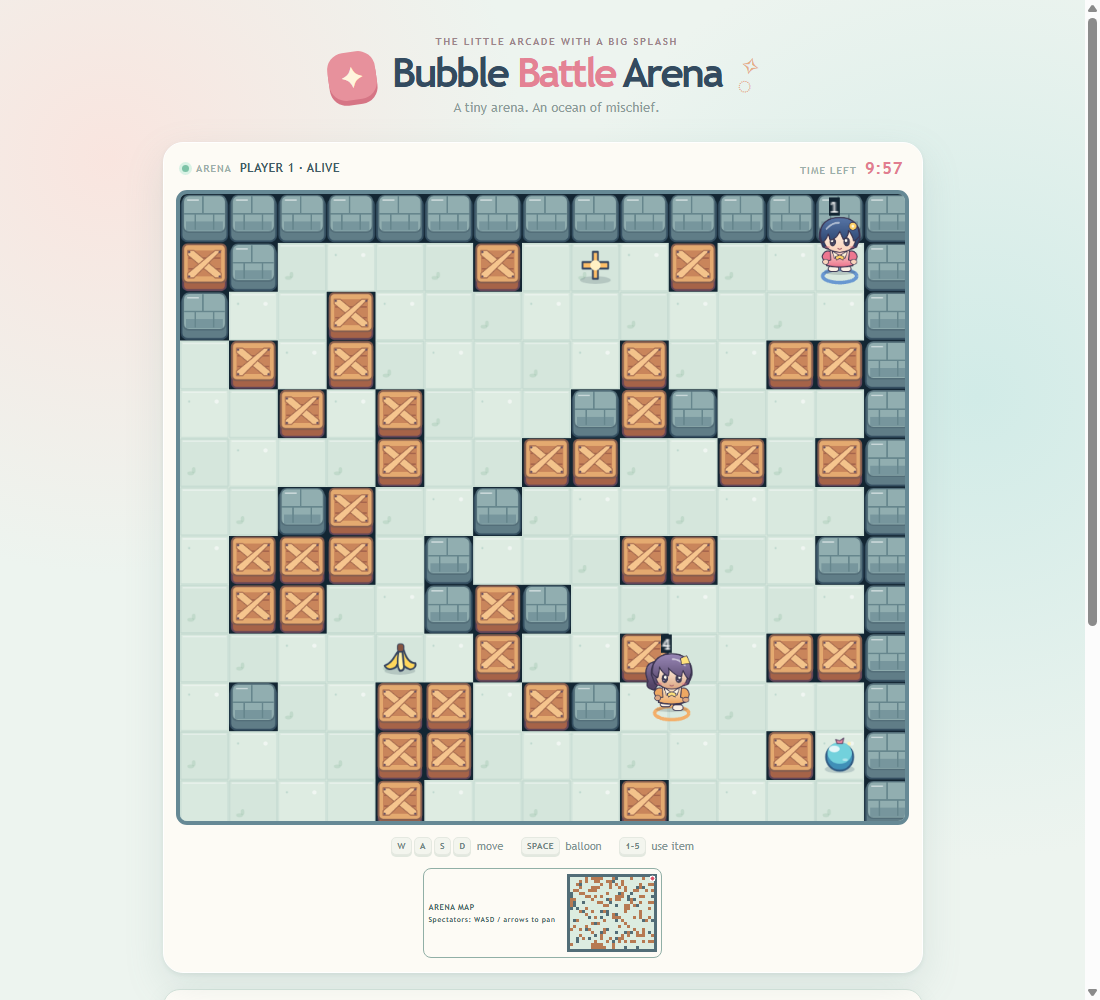 THE LITTLE ARCADE WITH A BIG SPLASH
Bubble Battle Arena
A tiny arena. An ocean of mischief.
ARENA PLAYER 1 · ALIVE
TIME LEFT 9:57
1
4
W A S D move SPACE balloon 1–5 use item
ARENA MAP
Spectators: WASD / arrows to pan